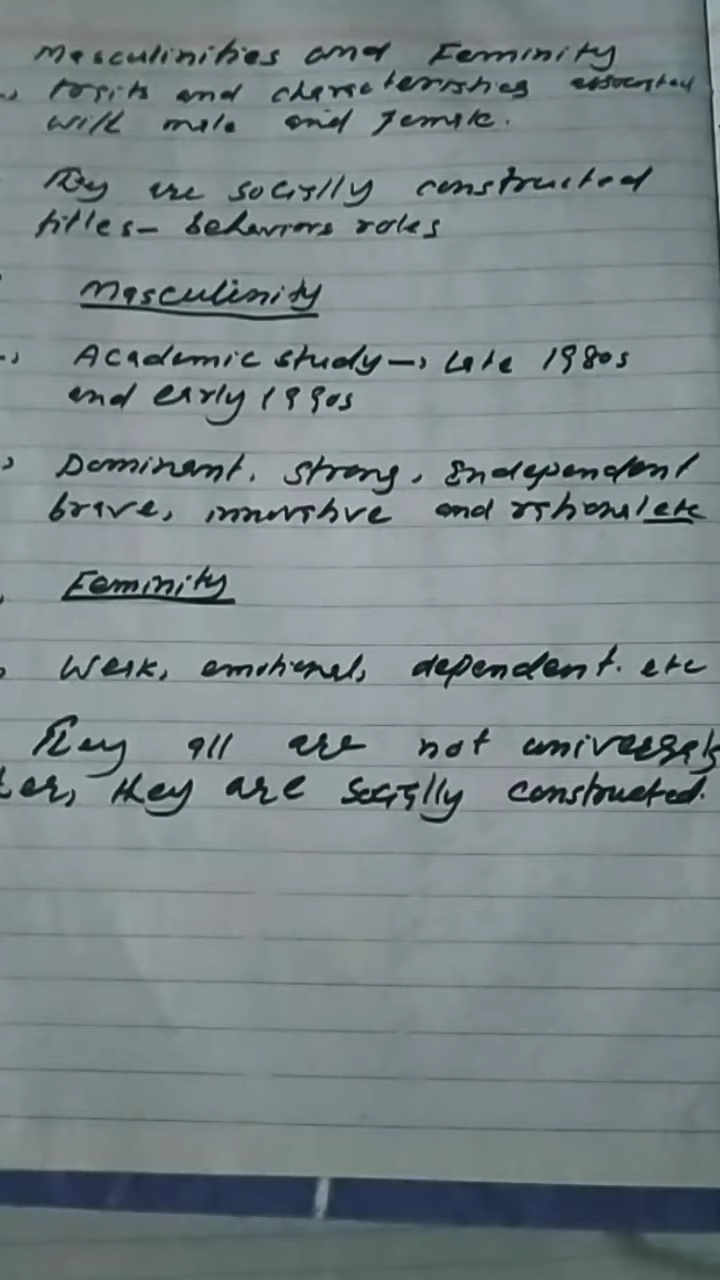 Masculinities and Feminity
traits and characteristics associated
with male and female.
They are socially constructed
titles- behaviors roles
Masculinity
Academic study → Late 1980s
and early 1990s
Dominant, strong, Independent
brave, innovative and rational etc
Feminity
Weak, emotional, dependent. etc
They all are not universal
they are socially constructed.